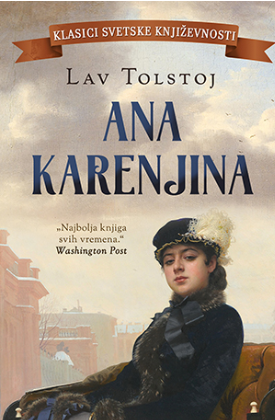 KLASICI SVETSKE KNJIŽEVNOSTI
LAV TOLSTOJ
ANA
KARENJINA
„Najbolja knjiga
svih vremena.“
Washington Post